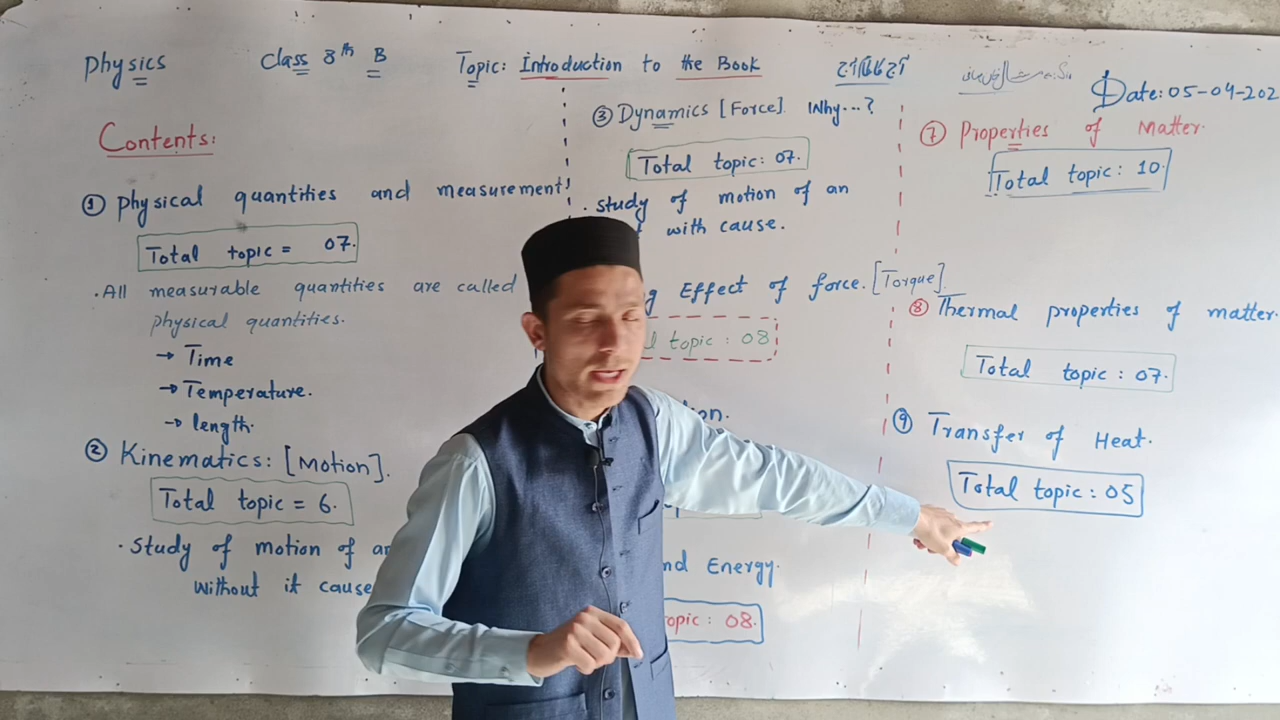 Physics Class 8th B Topic: Introduction to the Book
Date: 05-04-202
Contents:
① Physical quantities and measurement
Total topic = 07.
. All measurable quantities are called
physical quantities.
→ Time
→ Temperature.
→ length.
② Kinematics: [Motion].
Total topic = 6.
. Study of motion of an
without it cause
③ Dynamics [Force]. Why...?
Total topic: 07.
. study of motion of an
with cause.
Effect of force. [Torque].
topic : 08
and Energy.
topic : 08.
⑦ Properties of Matter.
Total topic: 10.
⑧ Thermal properties of matter.
Total topic : 07.
⑨ Transfer of Heat.
Total topic : 05